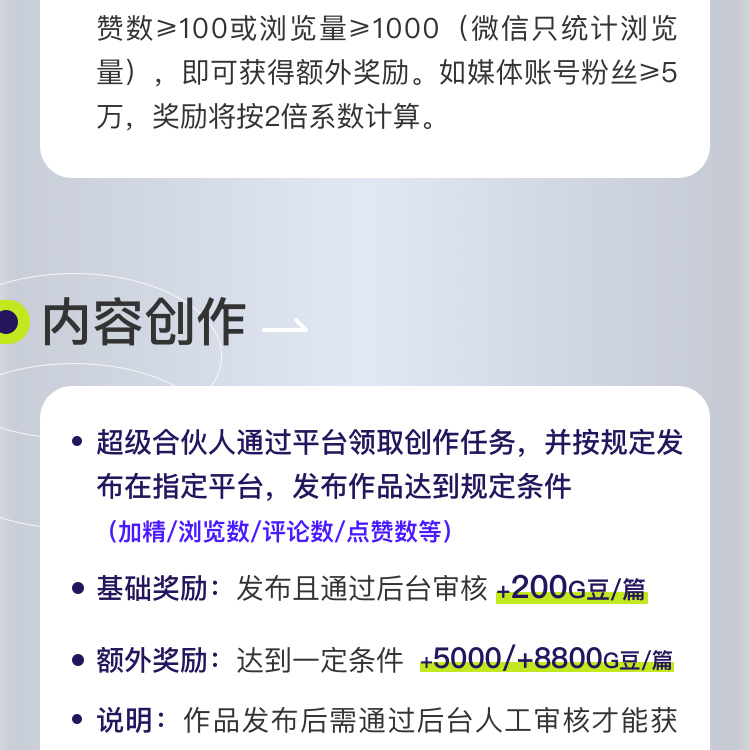 赞数≥100或浏览量≥1000（微信只统计浏览
量），即可获得额外奖励。如媒体账号粉丝≥5
万，奖励将按2倍系数计算。
内容创作
• 超级合伙人通过平台领取创作任务，并按规定发
布在指定平台，发布作品达到规定条件
（加精/浏览数/评论数/点赞数等）
• 基础奖励：发布且通过后台审核 +200G豆/篇
• 额外奖励：达到一定条件 +5000/+8800G豆/篇
• 说明：作品发布后需通过后台人工审核才能获